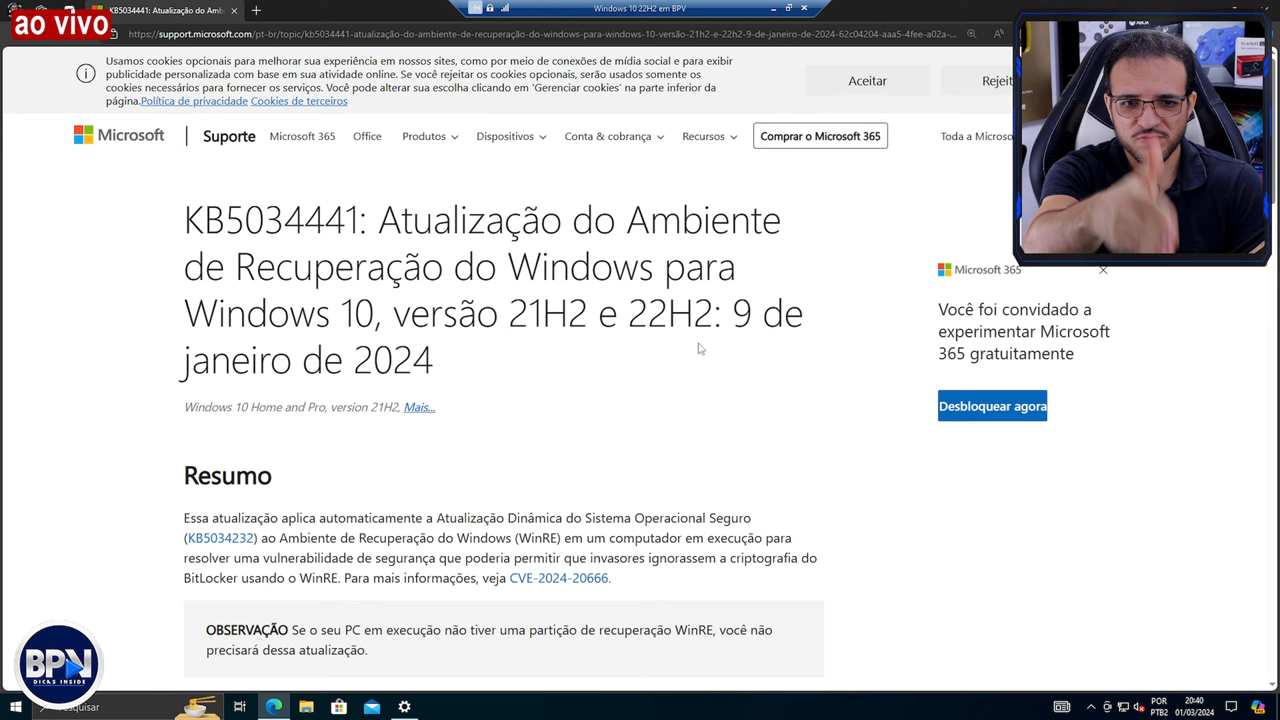 KB5034441: Atualização do Amb
Windows 10 22H2 em BPV
ao vivo
https://support.microsoft.com/pt-br/topic/kb5034441-atualização-do-ambiente-de-recuperação-do-windows-para-windows-10-versão-21h2-e-22h2-9-de-janeiro-de-2024-62c04204-aaa5-4fee-a02a-...
Usamos cookies opcionais para melhorar sua experiência em nossos sites, como por meio de conexões de mídia social e para exibir
publicidade personalizada com base em sua atividade online. Se você rejeitar os cookies opcionais, serão usados somente os
cookies necessários para fornecer os serviços. Você pode alterar sua escolha clicando em 'Gerenciar cookies' na parte inferior da
página.Política de privacidade Cookies de terceiros
Aceitar
Rejeit
Microsoft
Suporte
Microsoft 365
Office
Produtos
Dispositivos
Conta & cobrança
Recursos
Comprar o Microsoft 365
Toda a Microso
KB5034441: Atualização do Ambiente
de Recuperação do Windows para
Windows 10, versão 21H2 e 22H2: 9 de
janeiro de 2024
Windows 10 Home and Pro, version 21H2, Mais...
Microsoft 365
Você foi convidado a
experimentar Microsoft
365 gratuitamente
Desbloquear agora
Resumo
Essa atualização aplica automaticamente a Atualização Dinâmica do Sistema Operacional Seguro
(KB5034232) ao Ambiente de Recuperação do Windows (WinRE) em um computador em execução para
resolver uma vulnerabilidade de segurança que poderia permitir que invasores ignorassem a criptografia do
BitLocker usando o WinRE. Para mais informações, veja CVE-2024-20666.
OBSERVAÇÃO Se o seu PC em execução não tiver uma partição de recuperação WinRE, você não
precisará dessa atualização.
BPV
DICAS INSIDE
esquisar
POR
PTB2
20:40
01/03/2024